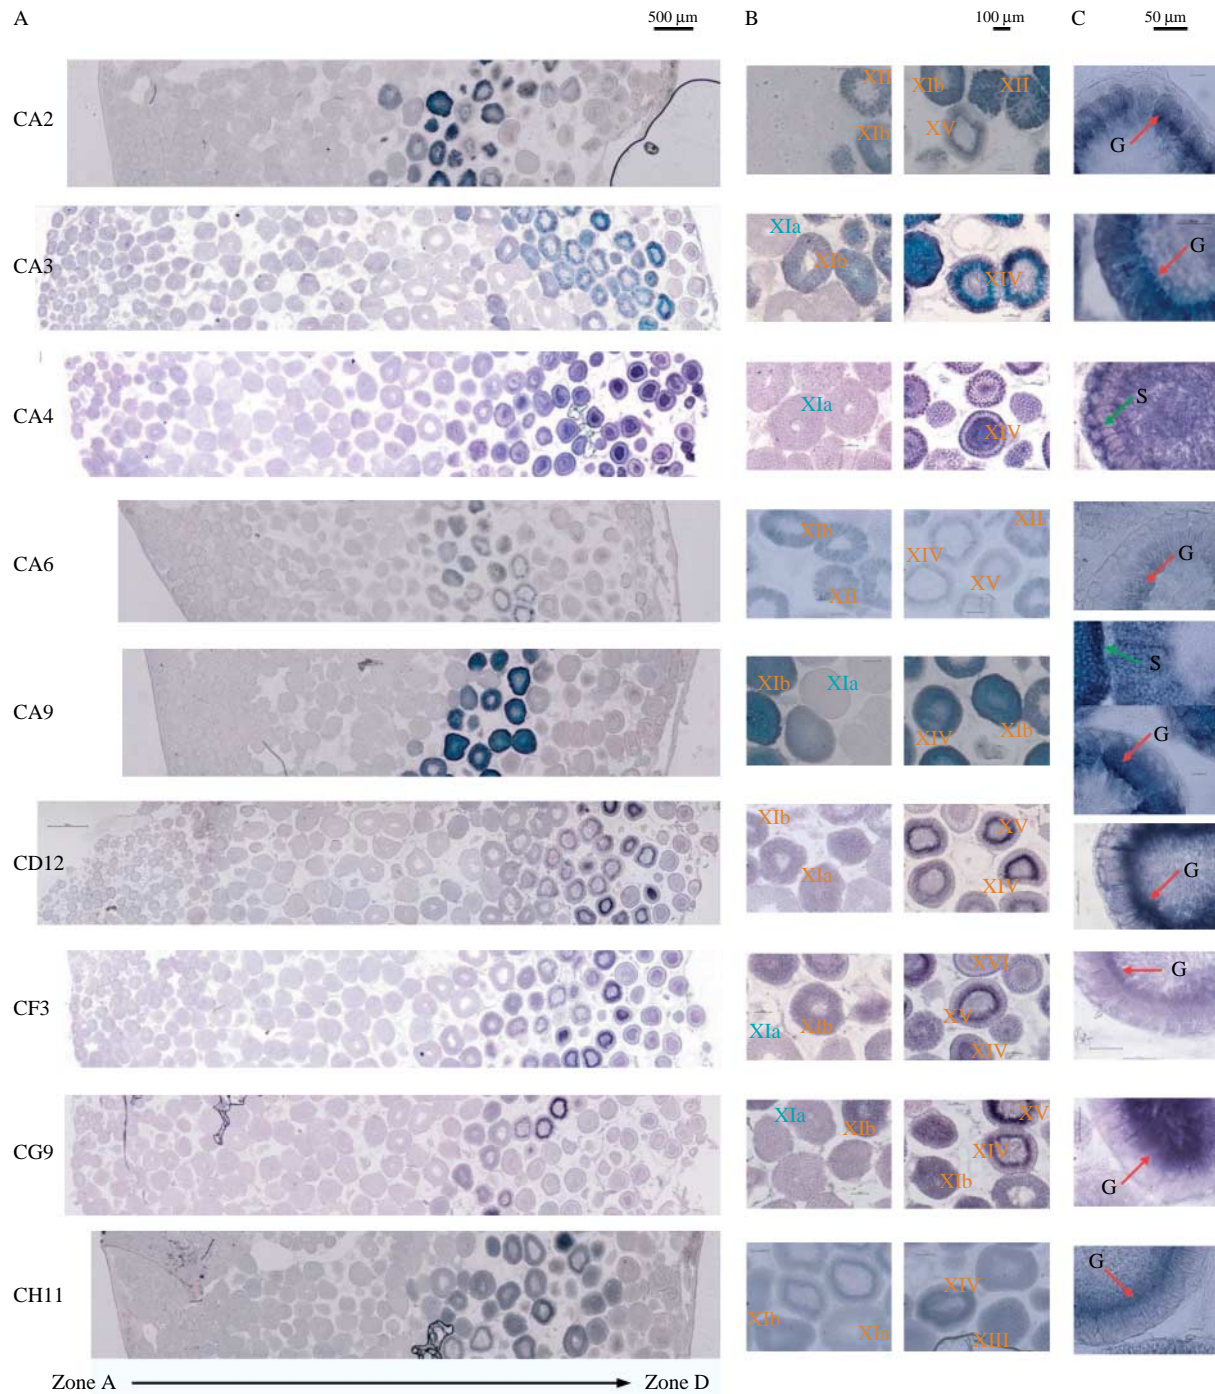 A 500 µm B 100 µm C 50 µm
CA2 XII XIb XIb XII XV G
CA3 XIa XIb XIV G
CA4 XIa XIV S
CA6 XIb XII XIV XII XV G
CA9 XIb XIa XIV XIb S G
CD12 XIb XIa XV XIV G
CF3 XIa XIb XVI XV XIV G
CG9 XIa XIb XV XIV XIb G
CH11 XIb XIa XIV XIII G
Zone A Zone D